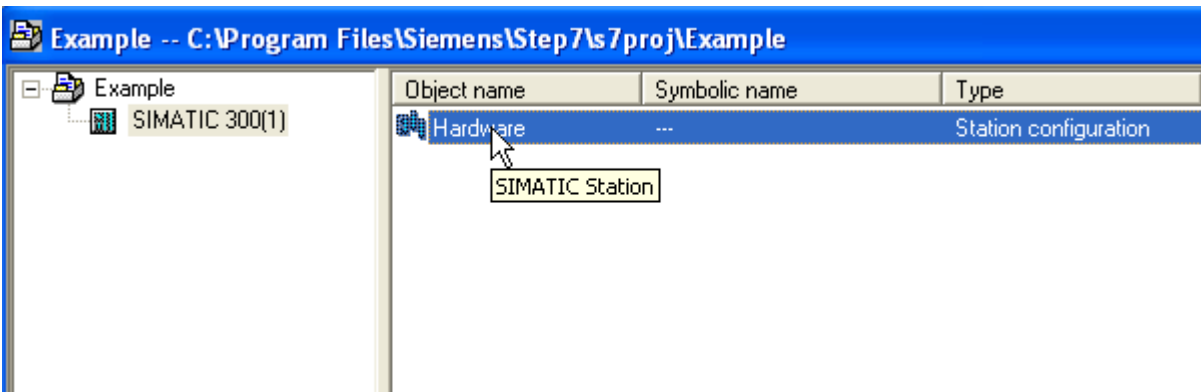 Example -- C:\Program Files\Siemens\Step7\s7proj\Example
Example
SIMATIC 300(1)
Object name Symbolic name Type
Hardware --- Station configuration
SIMATIC Station